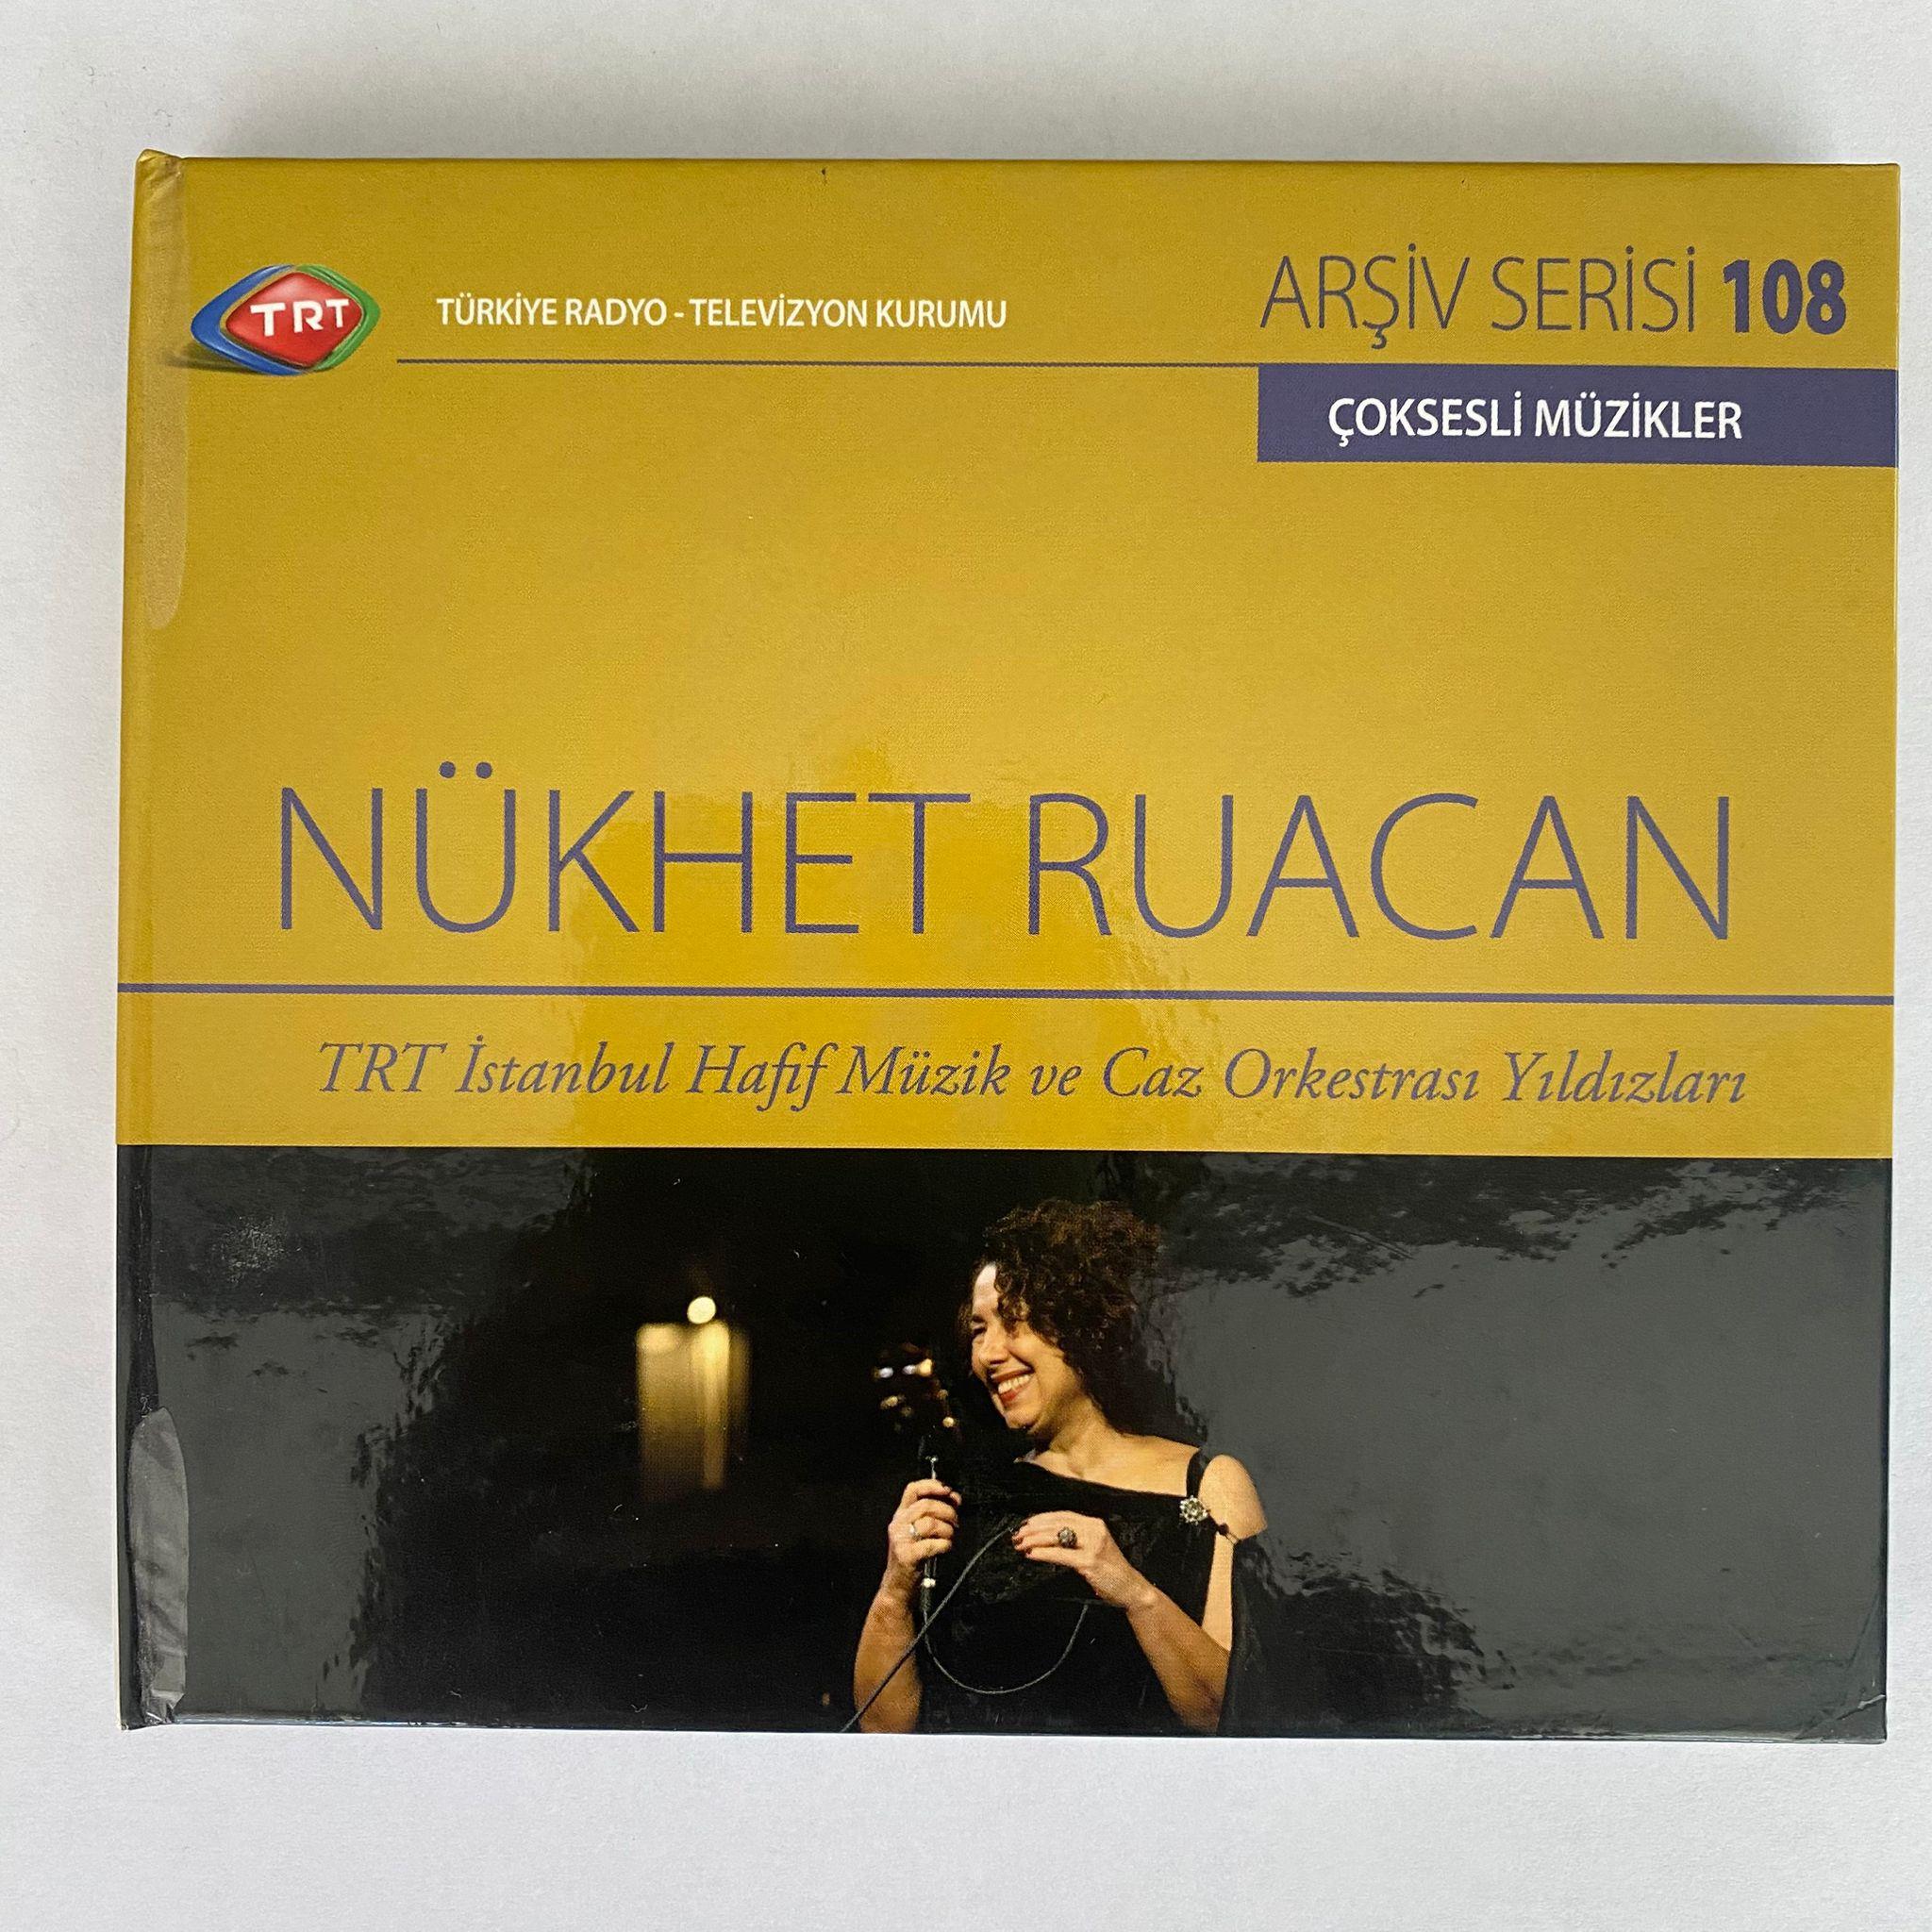 TRT
TÜRKİYE RADYO - TELEVİZYON KURUMU
ARŞİV SERİSİ 108
ÇOKSESLİ MÜZİKLER
NÜKHET RUACAN
TRT İstanbul Hafif Müzik ve Caz Orkestrası Yıldızları